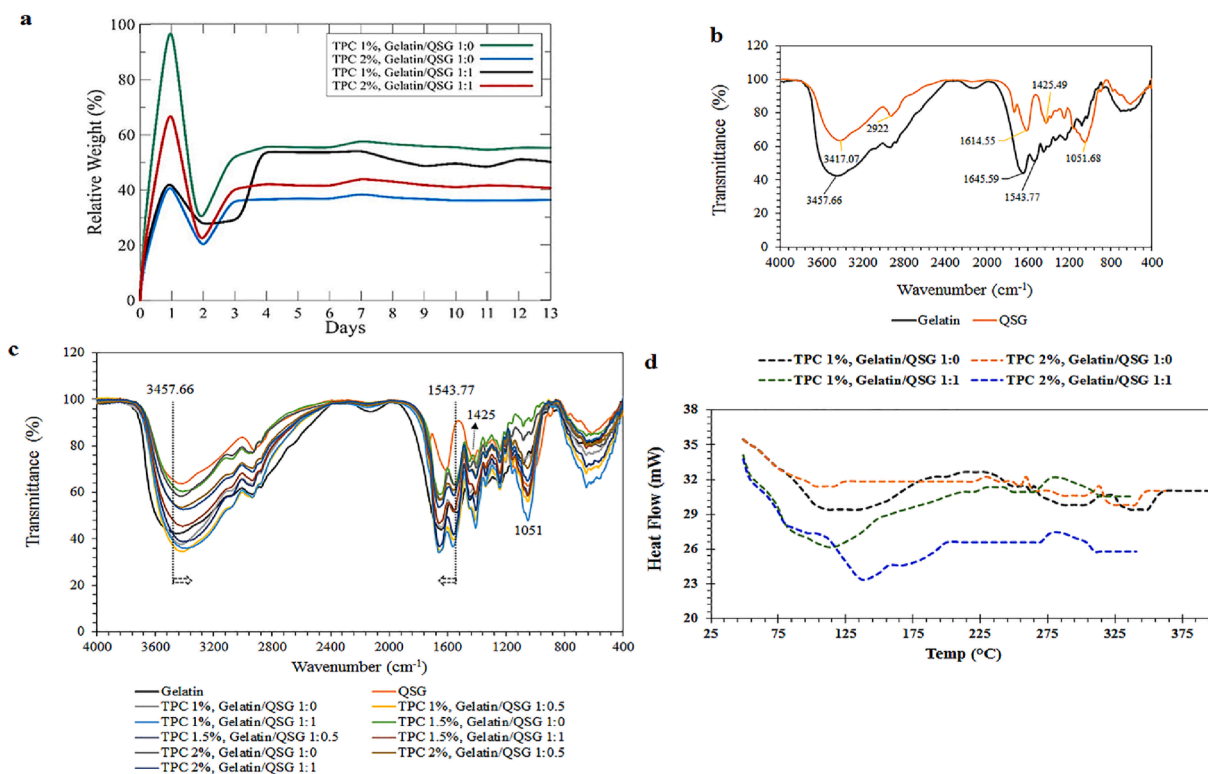 a
100
80
60
40
20
0
Relative Weight (%)
TPC 1%, Gelatin/QSG 1:0
TPC 2%, Gelatin/QSG 1:0
TPC 1%, Gelatin/QSG 1:1
TPC 2%, Gelatin/QSG 1:1
0 1 2 3 4 5 6 7 8 9 10 11 12 13
Days
b
120
100
80
60
40
20
0
Transmittance (%)
1425.49
2922
1614.55
3417.07
1051.68
1645.59
1543.77
3457.66
4000 3600 3200 2800 2400 2000 1600 1200 800 400
Wavenumber (cm-1)
Gelatin QSG
c
120
100
80
60
40
20
0
Transmittance (%)
3457.66
1543.77
1425
1051
4000 3600 3200 2800 2400 2000 1600 1200 800 400
Wavenumber (cm-1)
Gelatin QSG
TPC 1%, Gelatin/QSG 1:0 TPC 1%, Gelatin/QSG 1:0.5
TPC 1%, Gelatin/QSG 1:1 TPC 1.5%, Gelatin/QSG 1:0
TPC 1.5%, Gelatin/QSG 1:0.5 TPC 1.5%, Gelatin/QSG 1:1
TPC 2%, Gelatin/QSG 1:0 TPC 2%, Gelatin/QSG 1:0.5
TPC 2%, Gelatin/QSG 1:1
d
TPC 1%, Gelatin/QSG 1:0 TPC 2%, Gelatin/QSG 1:0
TPC 1%, Gelatin/QSG 1:1 TPC 2%, Gelatin/QSG 1:1
38
35
32
29
26
23
20
Heat Flow (mW)
25 75 125 175 225 275 325 375
Temp (°C)